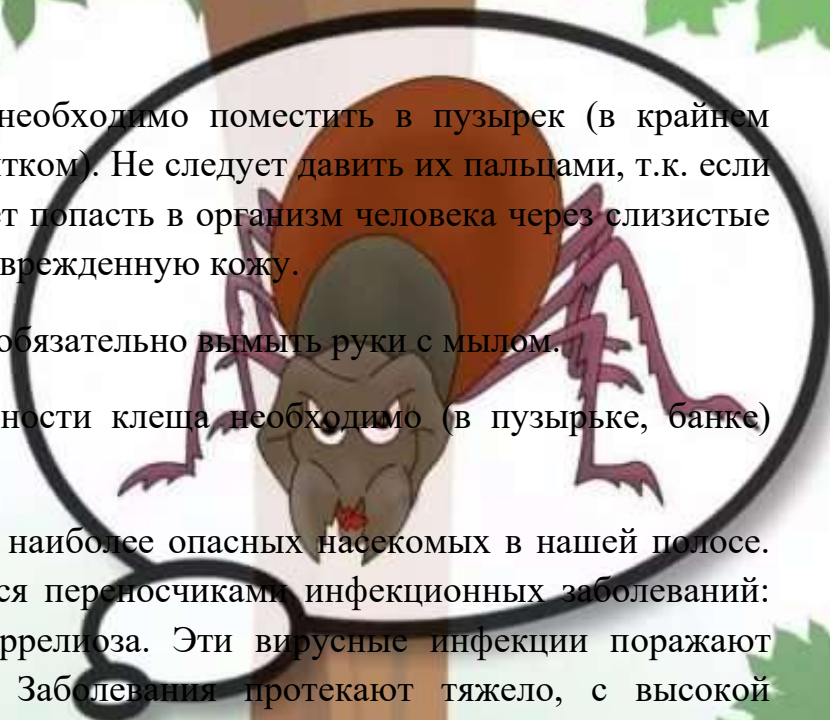 необходимо поместить в пузырек (в крайнем
тком). Не следует давить их пальцами, т.к. если
ет попасть в организм человека через слизистые
врежденную кожу.
обязательно вымыть руки с мылом.
ности клеща необходимо (в пузырьке, банке)
наиболее опасных насекомых в нашей полосе.
ся переносчиками инфекционных заболеваний:
ррелиоза. Эти вирусные инфекции поражают
Заболевания протекают тяжело, с высокой